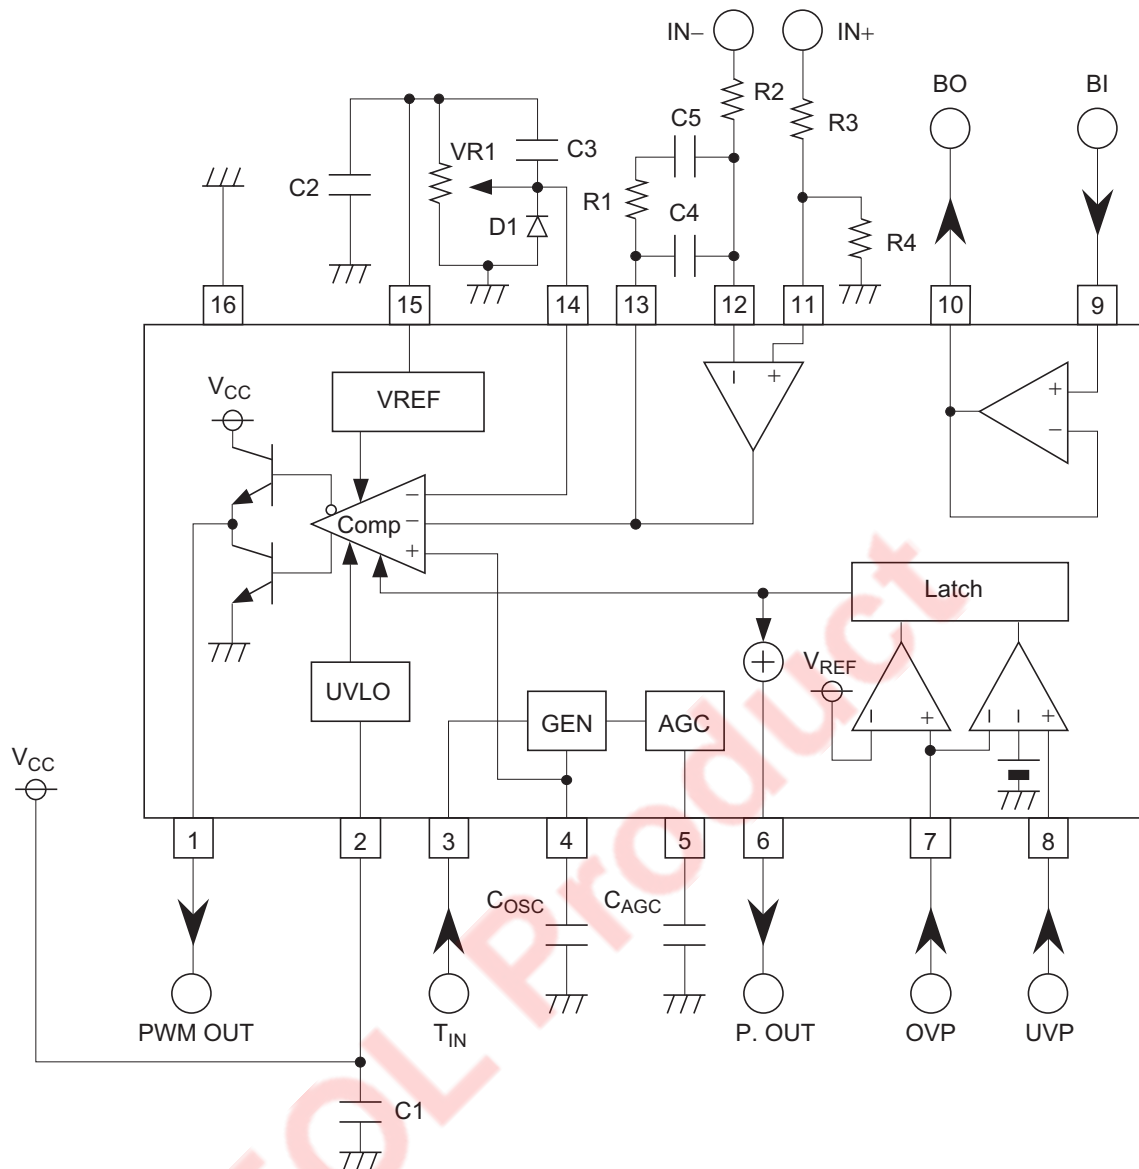 IN− IN+
R2 BO BI
C5 R3
VR1 C3
C2 R1 C4
D1 R4
16 15 14 13 12 11 10 9
VCC VREF − + +
−
− Comp
−
+
Latch
+ VREF
UVLO GEN AGC − + − − +
VCC
1 2 3 4 5 6 7 8
COSC CAGC
PWM OUT TIN P. OUT OVP UVP
C1
EOL Product